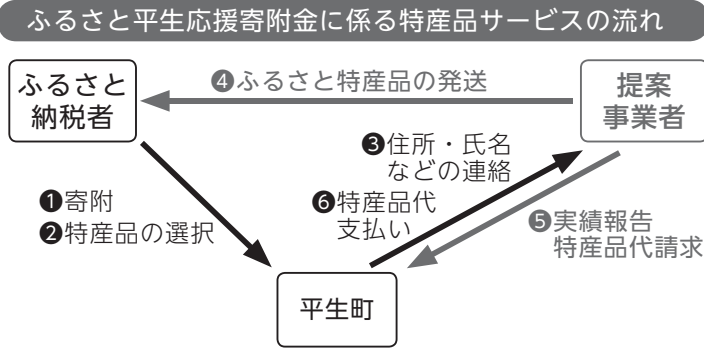 ふるさと平生応援寄附金に係る特産品サービスの流れ
ふるさと
納税者
❹ふるさと特産品の発送
提案
事業者
❸住所・氏名
などの連絡
❶寄附
❷特産品の選択
❻特産品代
支払い
❺実績報告
特産品代請求
平生町